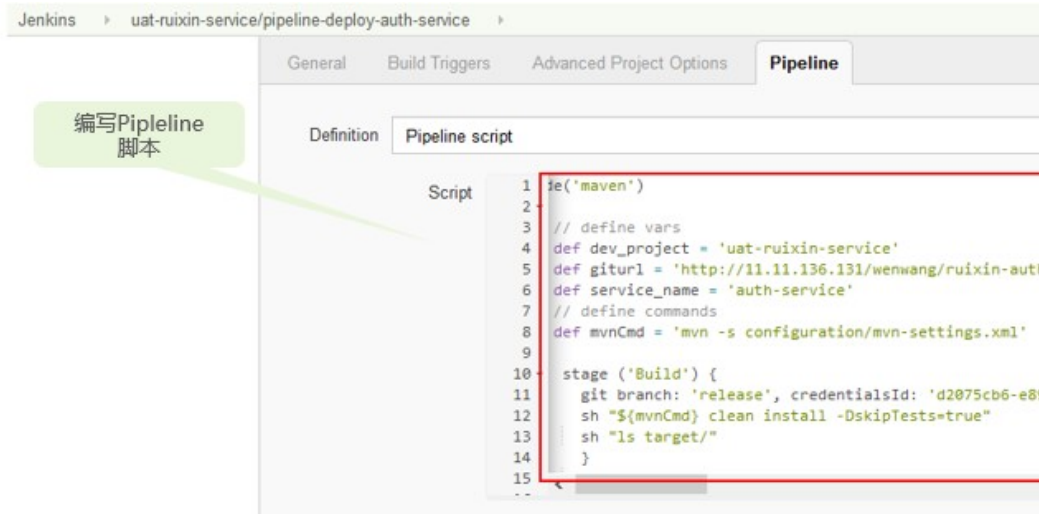 Jenkins uat-ruixin-service/pipeline-deploy-auth-service
General Build Triggers Advanced Project Options Pipeline
编写Pipleline
脚本
Definition Pipeline script
Script
1 de('maven')
2
3 // define vars
4 def dev_project = 'uat-ruixin-service'
5 def giturl = 'http://11.11.136.131/wenwang/ruixin-aut
6 def service_name = 'auth-service'
7 // define commands
8 def mvnCmd = 'mvn -s configuration/mvn-settings.xml'
9
10 stage ('Build') {
11 git branch: 'release', credentialsId: 'd2075cb6-e8
12 sh "${mvnCmd} clean install -DskipTests=true"
13 sh "ls target/"
14 }
15